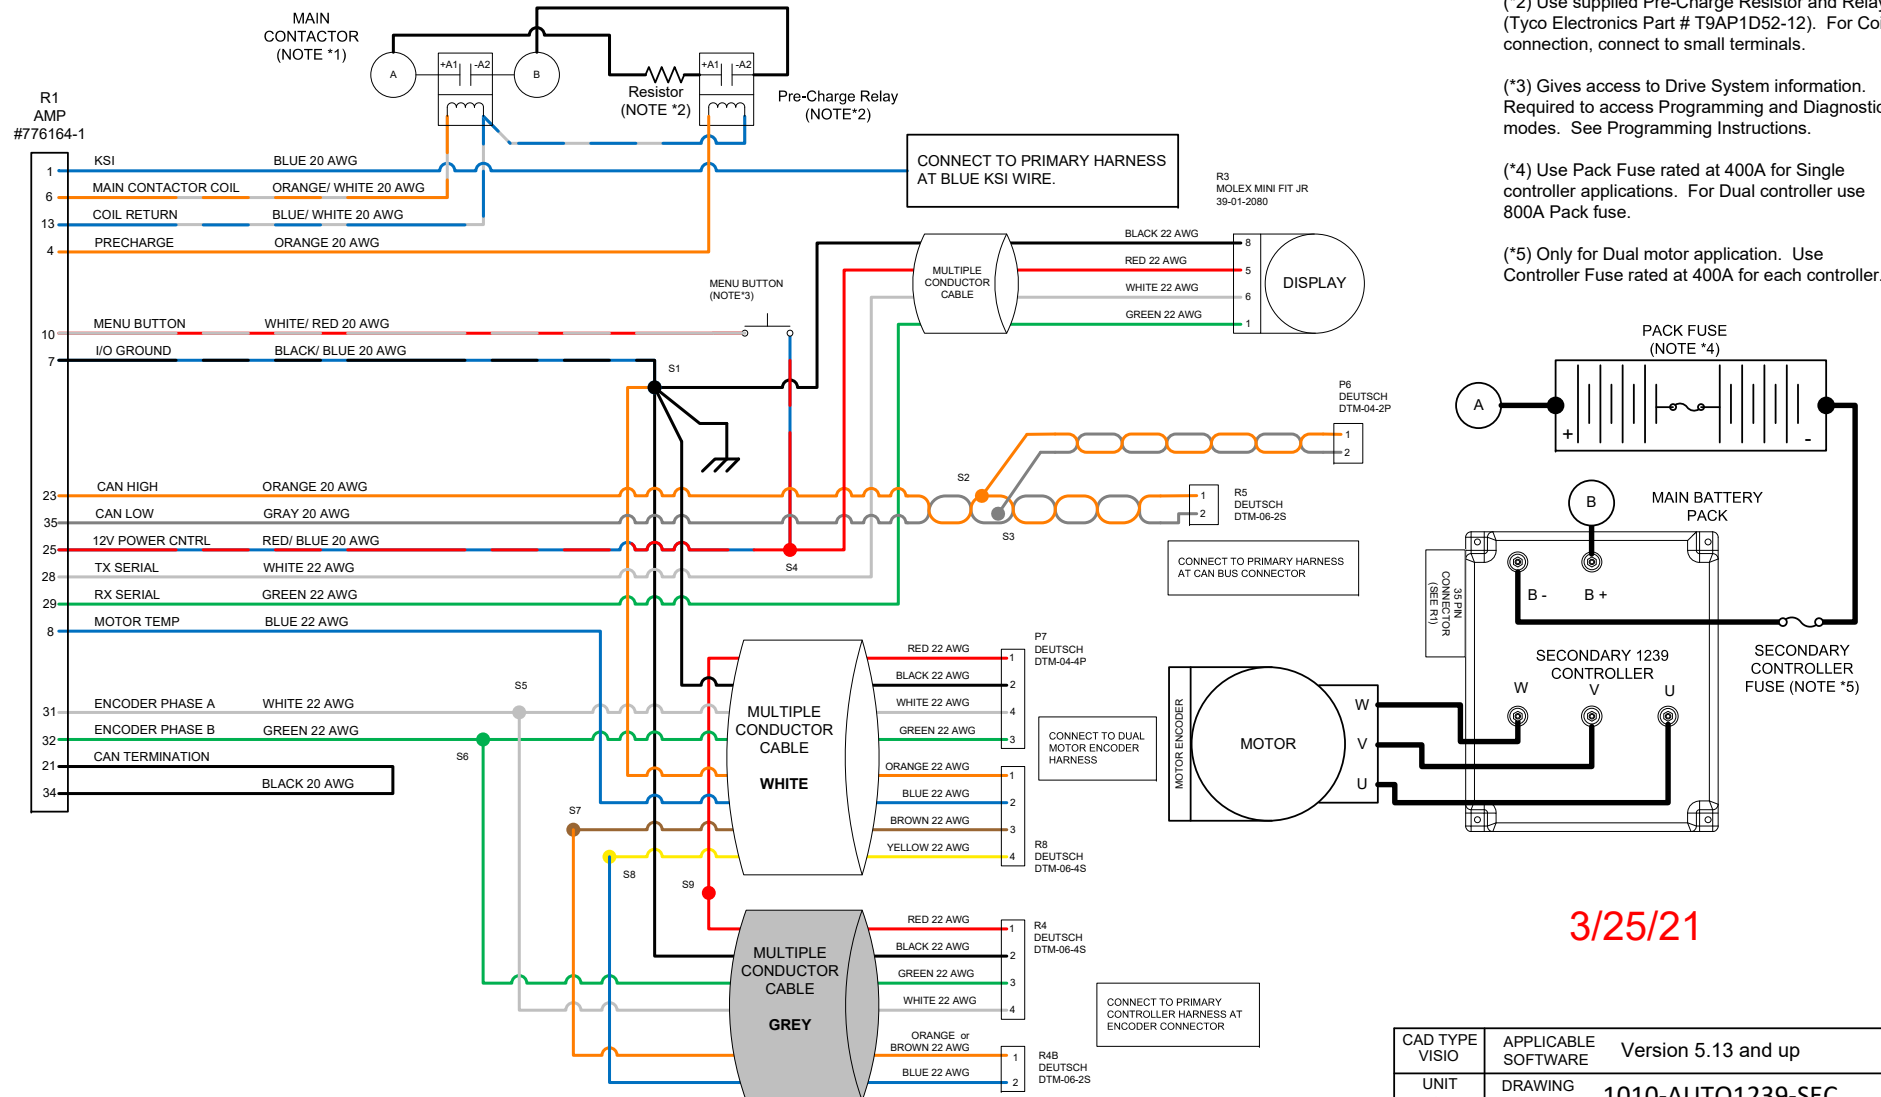 MAIN
CONTACTOR
(NOTE *1)
A
+A1
-A2
B
Resistor
(NOTE *2)
+A1
-A2
Pre-Charge Relay
(NOTE*2)
R1
AMP
#776164-1
1 KSI BLUE 20 AWG
6 MAIN CONTACTOR COIL ORANGE/ WHITE 20 AWG
13 COIL RETURN BLUE/ WHITE 20 AWG
4 PRECHARGE ORANGE 20 AWG
10 MENU BUTTON WHITE/ RED 20 AWG
7 I/O GROUND BLACK/ BLUE 20 AWG
23 CAN HIGH ORANGE 20 AWG
35 CAN LOW GRAY 20 AWG
25 12V POWER CNTRL RED/ BLUE 20 AWG
28 TX SERIAL WHITE 22 AWG
29 RX SERIAL GREEN 22 AWG
8 MOTOR TEMP BLUE 22 AWG
31 ENCODER PHASE A WHITE 22 AWG
32 ENCODER PHASE B GREEN 22 AWG
21 CAN TERMINATION
34 BLACK 20 AWG
CONNECT TO PRIMARY HARNESS
AT BLUE KSI WIRE.
MENU BUTTON
(NOTE*3)
S1
S2
S3
S4
S5
S6
S7
S8
S9
R3
MOLEX MINI FIT JR
39-01-2080
MULTIPLE
CONDUCTOR
CABLE
BLACK 22 AWG 8
RED 22 AWG 5
WHITE 22 AWG 6
GREEN 22 AWG 1
DISPLAY
P6
DEUTSCH
DTM-04-2P
1
2
R5
DEUTSCH
DTM-06-2S
1
2
CONNECT TO PRIMARY HARNESS
AT CAN BUS CONNECTOR
MULTIPLE
CONDUCTOR
CABLE
WHITE
P7
DEUTSCH
DTM-04-4P
RED 22 AWG 1
BLACK 22 AWG 2
WHITE 22 AWG 4
GREEN 22 AWG 3
CONNECT TO DUAL
MOTOR ENCODER
HARNESS
ORANGE 22 AWG 1
BLUE 22 AWG 2
BROWN 22 AWG 3
YELLOW 22 AWG 4
R8
DEUTSCH
DTM-06-4S
MULTIPLE
CONDUCTOR
CABLE
GREY
RED 22 AWG 1
BLACK 22 AWG 2
GREEN 22 AWG 3
WHITE 22 AWG 4
R4
DEUTSCH
DTM-06-4S
CONNECT TO PRIMARY
CONTROLLER HARNESS AT
ENCODER CONNECTOR
ORANGE or
BROWN 22 AWG 1
BLUE 22 AWG 2
R4B
DEUTSCH
DTM-06-2S
(*2) Use supplied Pre-Charge Resistor and Relay
(Tyco Electronics Part # T9AP1D52-12). For Coi
connection, connect to small terminals.
(*3) Gives access to Drive System information.
Required to access Programming and Diagnostic
modes. See Programming Instructions.
(*4) Use Pack Fuse rated at 400A for Single
controller applications. For Dual controller use
800A Pack fuse.
(*5) Only for Dual motor application. Use
Controller Fuse rated at 400A for each controller.
PACK FUSE
(NOTE *4)
A
+
-
B
MAIN BATTERY
PACK
35 PIN
CONNECTOR
(SEE R1)
B -
B +
SECONDARY 1239
CONTROLLER
W
V
U
SECONDARY
CONTROLLER
FUSE (NOTE *5)
MOTOR ENCODER
MOTOR
W
V
U
3/25/21
CAD TYPE
VISIO
APPLICABLE
SOFTWARE
Version 5.13 and up
UNIT
DRAWING
1010-AUTO1239-SEC